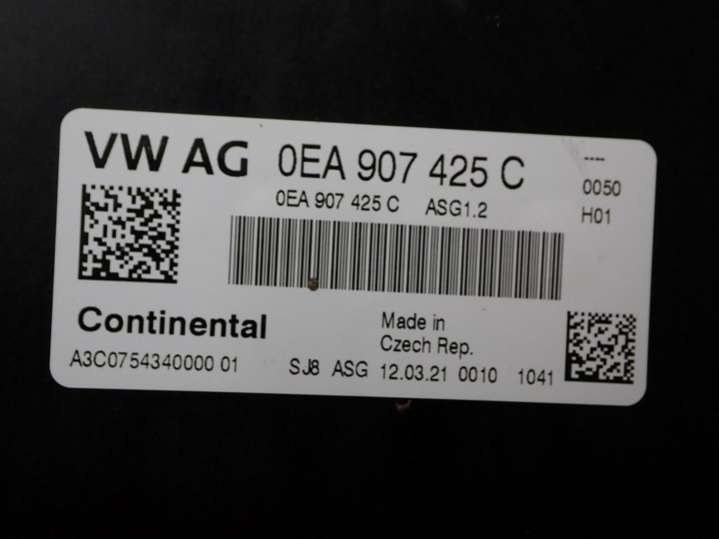 VW AG 0EA 907 425 C ----
0EA 907 425 C ASG1.2 0050
H01
Continental Made in
Czech Rep.
A3C0754340000 01 SJ8 ASG 12.03.21 0010 1041